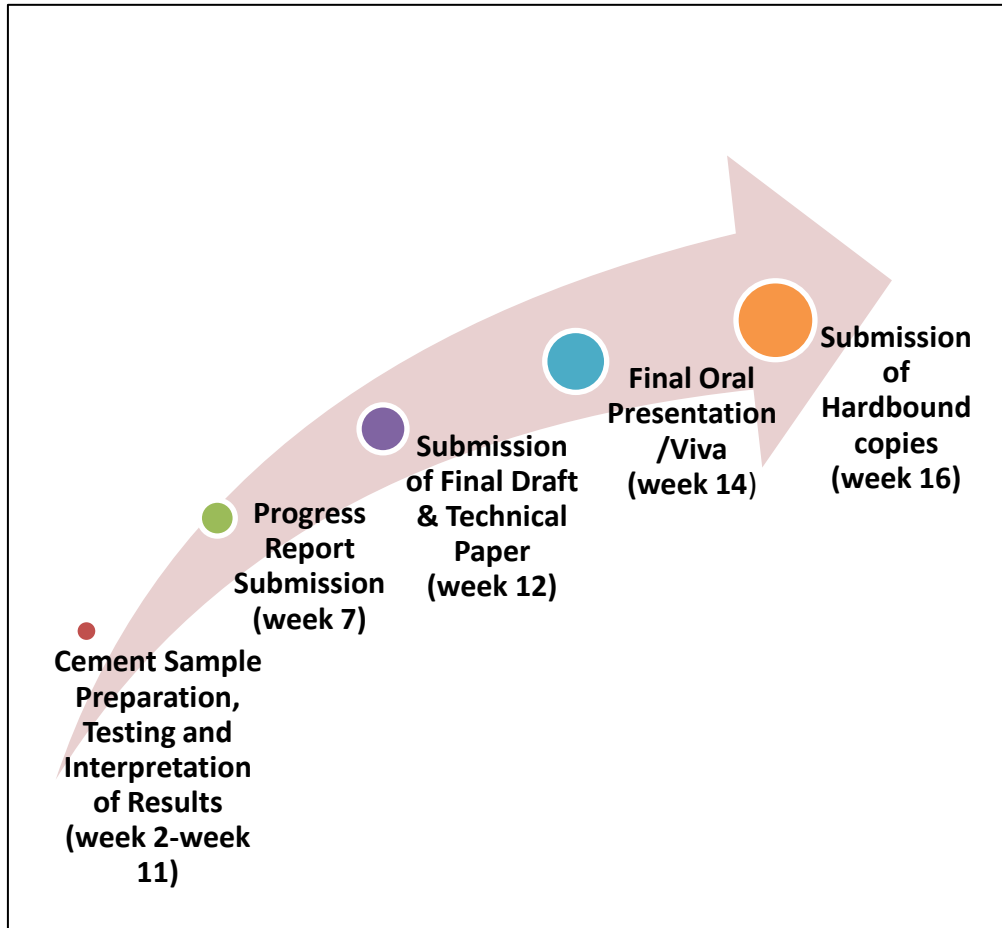 Cement Sample
Preparation,
Testing and
Interpretation
of Results
(week 2-week
11)
Progress
Report
Submission
(week 7)
Submission
of Final Draft
& Technical
Paper
(week 12)
Final Oral
Presentation
/Viva
(week 14)
Submission
of
Hardbound
copies
(week 16)